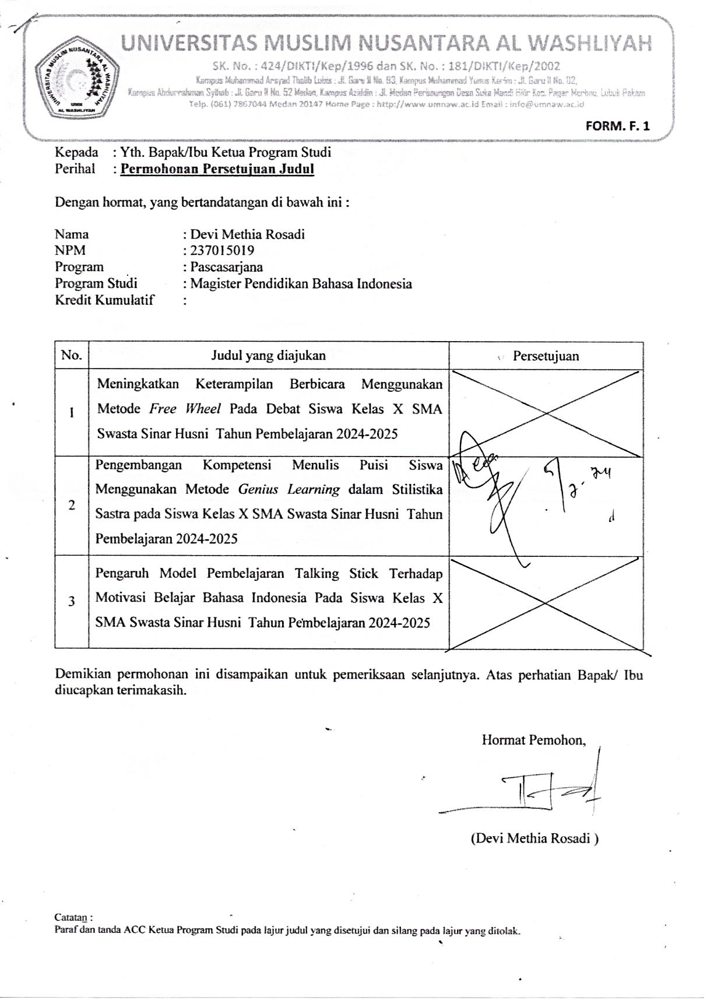 UNIVERSITAS MUSLIM NUSANTARA AL WASHLIYAH
SK. No. : 424/DIKTI/Kep/1996 dan SK. No. : 181/DIKTI/Kep/2002
Kampus Muhammad Arsyad Thalib Lubis : Jl. Garu II No. 93, Kampus Muhammad Yunus Karim : Jl. Garu II No. 02,
Kampus Abdurrahman Syihab : Jl. Garu II No. 52 Medan, Kampus Aziddin : Jl. Medan Perbaungan Desa Suka Mandi Hilir Kec. Pagar Merbau, Lubuk Pakam
Telp. (061) 7867044 Medan 20147 Home Page : http://www.umnaw.ac.id Email : info@umnaw.ac.id
UNIVERSITAS MUSLIM NUSANTARA AL WASHLIYAH
UMN
AL WASHLIYAH
FORM. F. 1
Kepada : Yth. Bapak/Ibu Ketua Program Studi
Perihal : Permohonan Persetujuan Judul
Dengan hormat, yang bertandatangan di bawah ini :
Nama : Devi Methia Rosadi
NPM : 237015019
Program : Pascasarjana
Program Studi : Magister Pendidikan Bahasa Indonesia
Kredit Kumulatif :
No. Judul yang diajukan Persetujuan
1
Meningkatkan Keterampilan Berbicara Menggunakan
Metode Free Wheel Pada Debat Siswa Kelas X SMA
Swasta Sinar Husni Tahun Pembelajaran 2024-2025
2
Pengembangan Kompetensi Menulis Puisi Siswa
Menggunakan Metode Genius Learning dalam Stilistika
Sastra pada Siswa Kelas X SMA Swasta Sinar Husni Tahun
Pembelajaran 2024-2025
3
Pengaruh Model Pembelajaran Talking Stick Terhadap
Motivasi Belajar Bahasa Indonesia Pada Siswa Kelas X
SMA Swasta Sinar Husni Tahun Pembelajaran 2024-2025
Demikian permohonan ini disampaikan untuk pemeriksaan selanjutnya. Atas perhatian Bapak/ Ibu
diucapkan terimakasih.
Hormat Pemohon,
(Devi Methia Rosadi )
Catatan :
Paraf dan tanda ACC Ketua Program Studi pada lajur judul yang disetujui dan silang pada lajur yang ditolak.